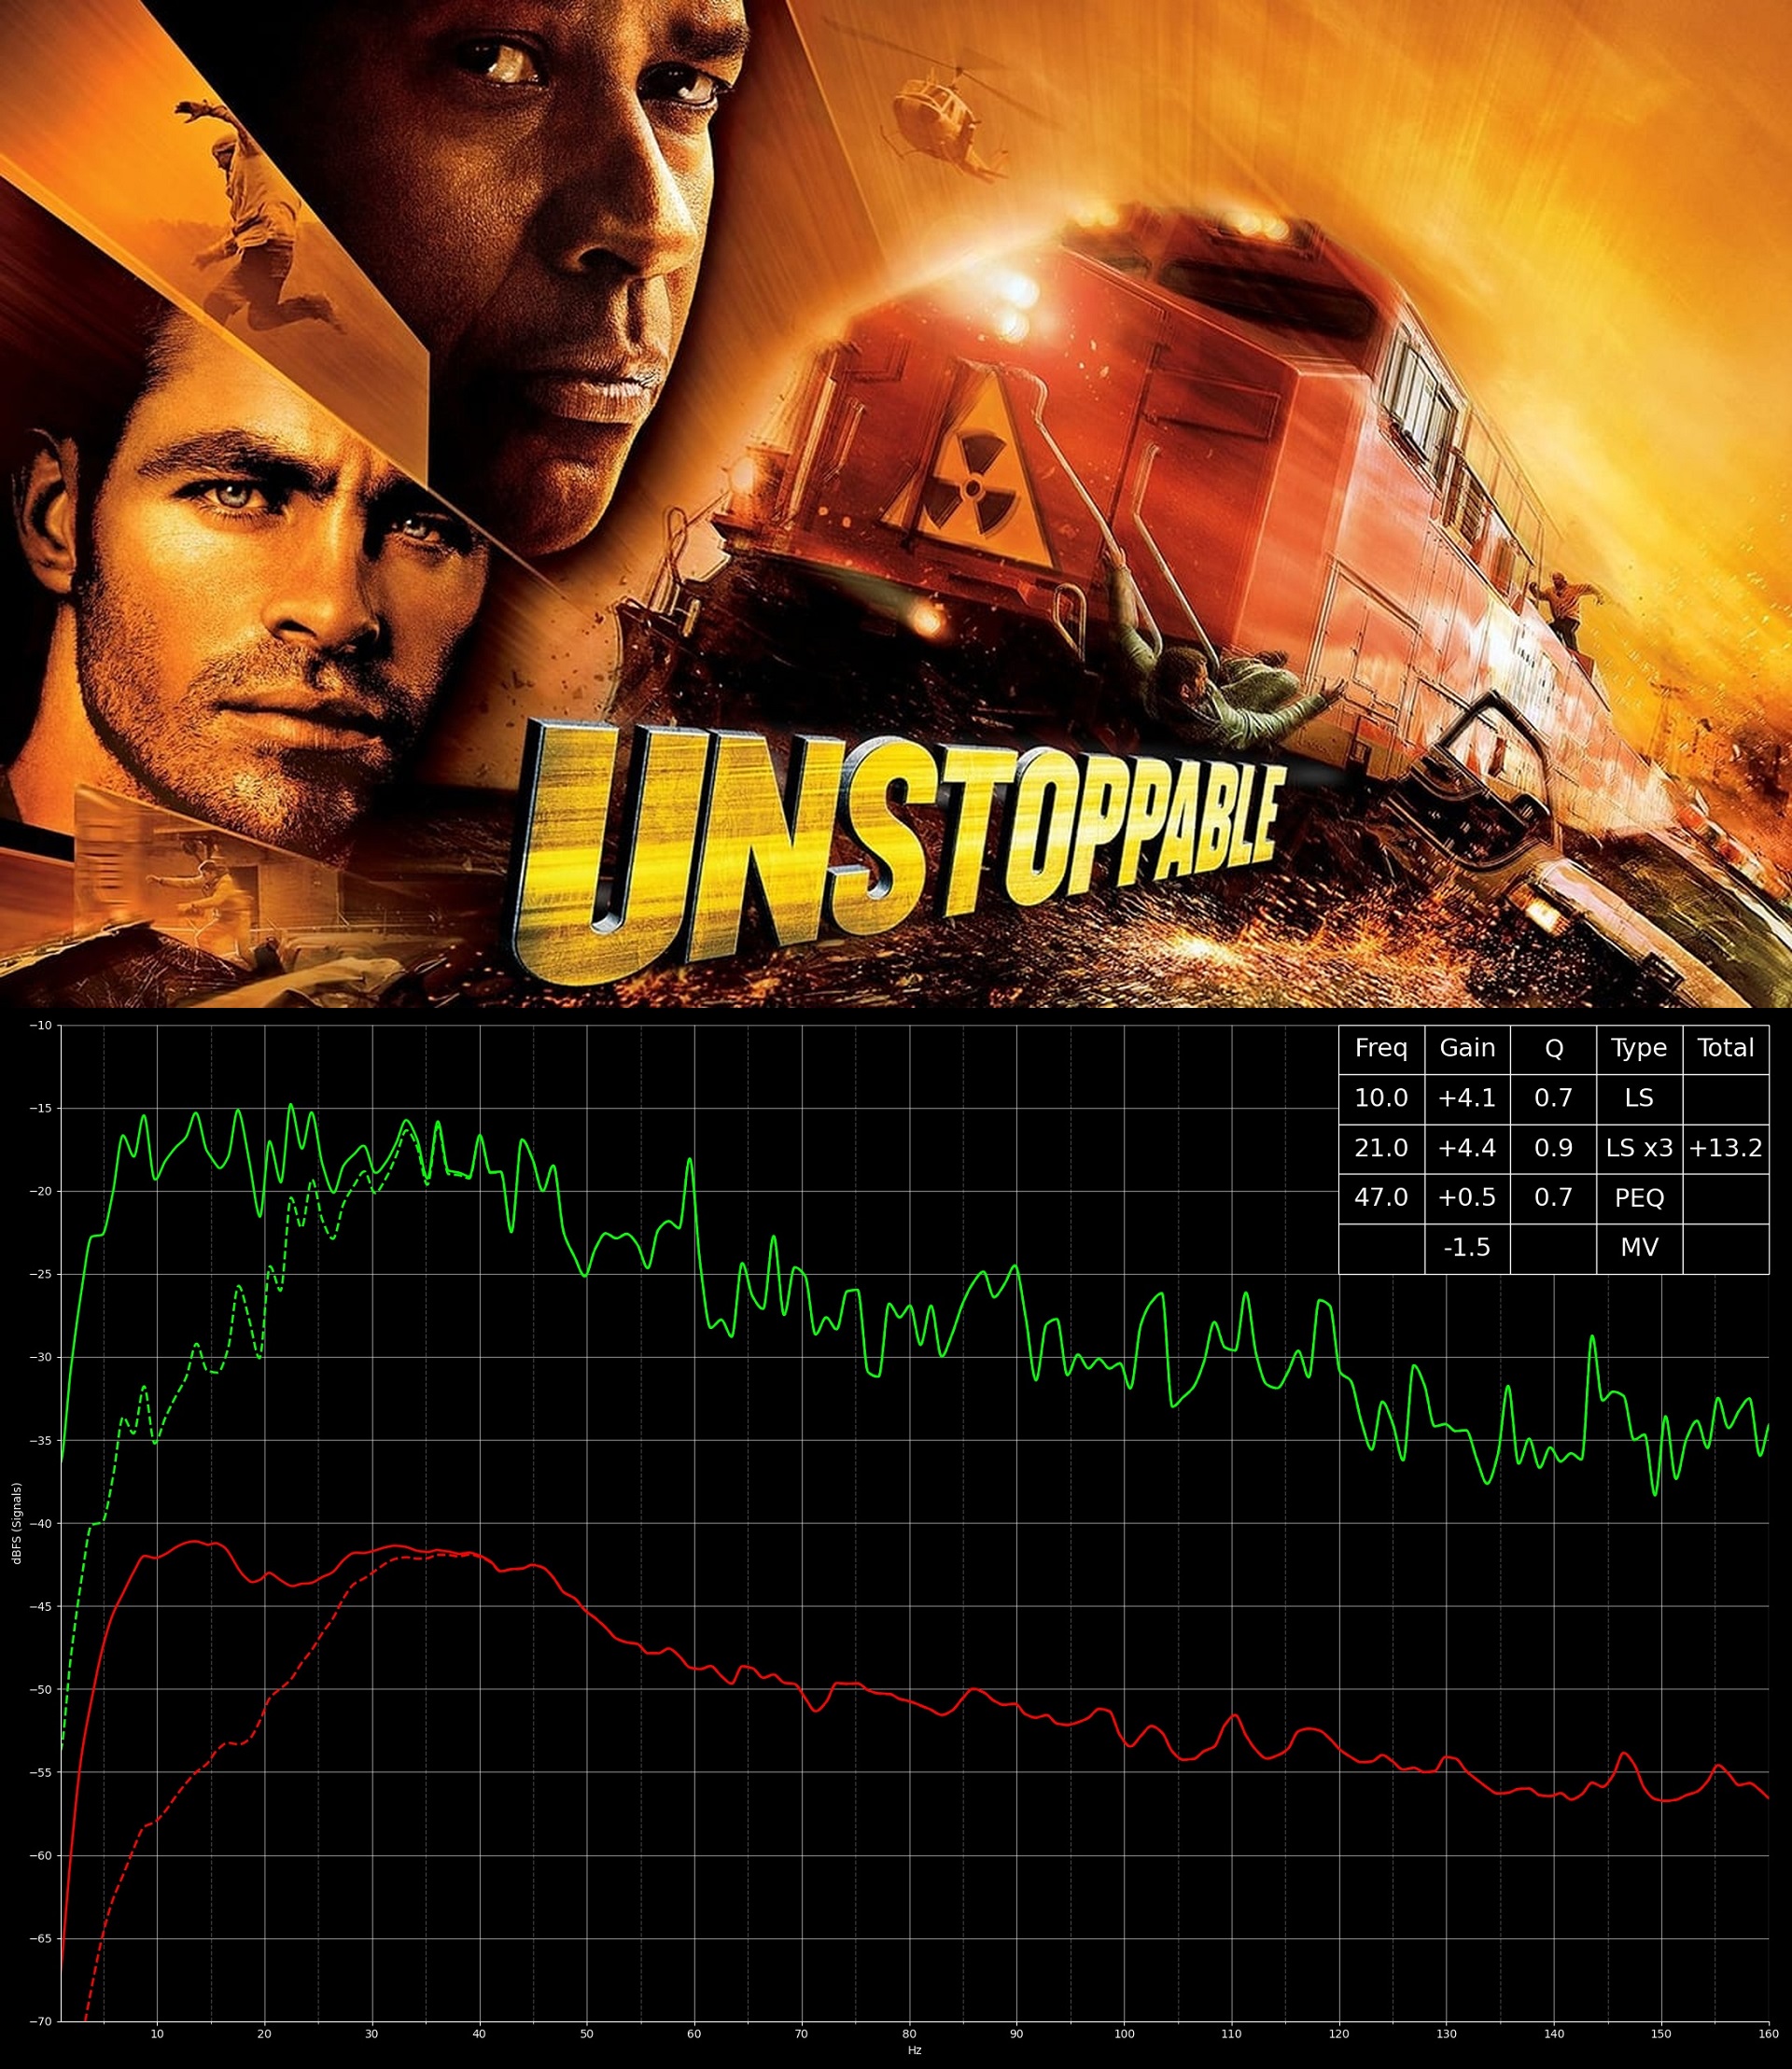 UNSTOPPABLE
Freq Gain Q Type Total
10.0 +4.1 0.7 LS
21.0 +4.4 0.9 LS x3 +13.2
47.0 +0.5 0.7 PEQ
-1.5 MV
−10
−15
−20
−25
−30
−35
−40
−45
−50
−55
−60
−65
−70
dBFS (Signals)
10 20 30 40 50 60 70 80 90 100 110 120 130 140 150 160
Hz